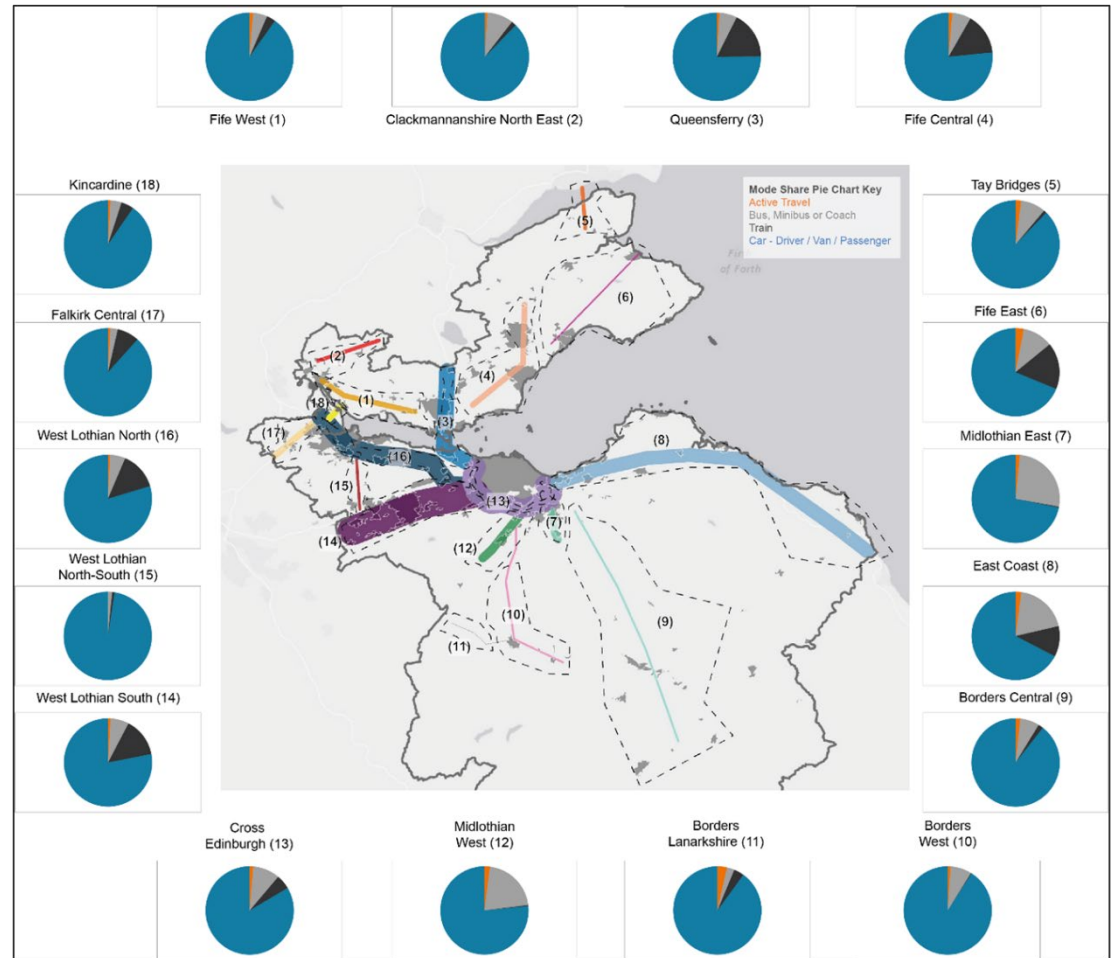 Fife West (1)
Clackmannanshire North East (2)
Queensferry (3)
Fife Central (4)
Kincardine (18)
Tay Bridges (5)
Mode Share Pie Chart Key
Active Travel
Bus, Minibus or Coach
Train
Car - Driver / Van / Passenger
(5)
of Forth
(6)
Falkirk Central (17)
Fife East (6)
(2)
(4)
(1)
(3)
18)
West Lothian North (16)
Midlothian East (7)
(17)
(8)
(16)
(15)
(13)
(14)
(7)
(12)
West Lothian
North-South (15)
East Coast (8)
(10)
(9)
(11)
West Lothian South (14)
Borders Central (9)
Cross
Edinburgh (13)
Midlothian
West (12)
Borders
Lanarkshire (11)
Borders
West (10)